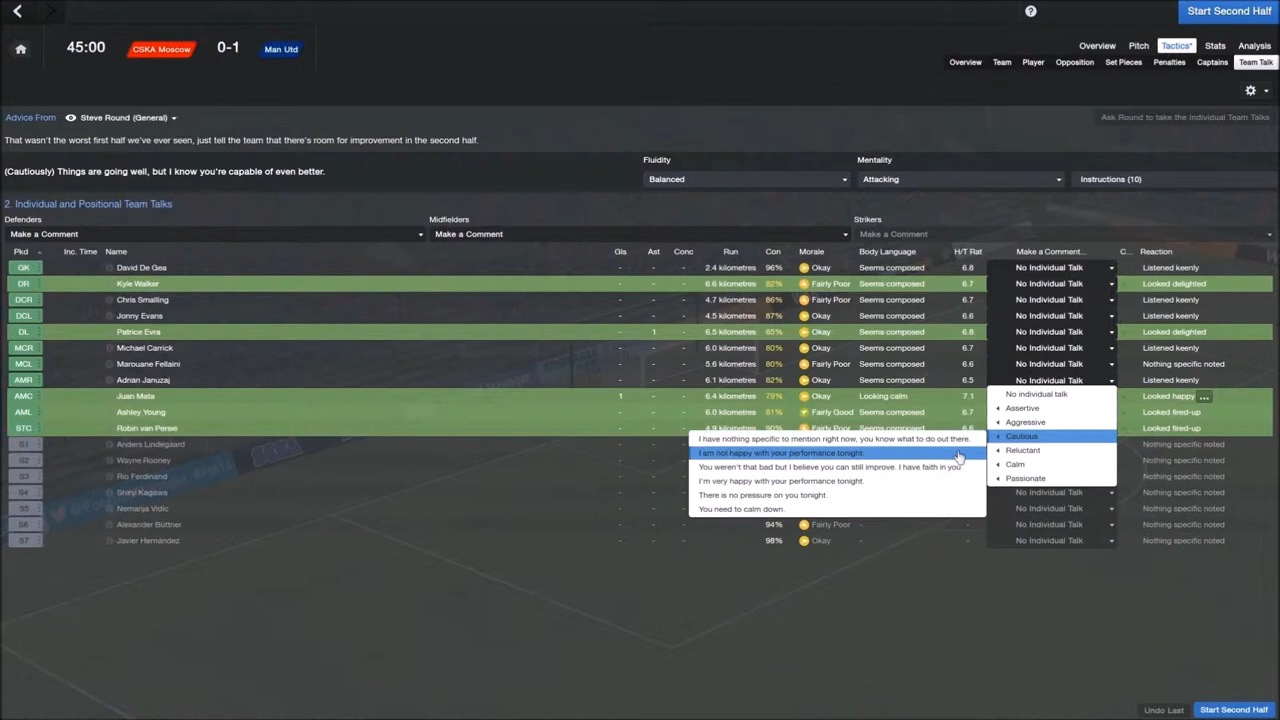 Start Second Half
45:00 CSKA Moscow 0-1 Man Utd
Overview Pitch Tactics* Stats Analysis
Overview Team Player Opposition Set Pieces Penalties Captains Team Talk
Advice From Steve Round (General) Ask Round to take the Individual Team Talks
That wasn't the worst first half we've ever seen, just tell the team that there's room for improvement in the second half.
Fluidity Mentality
(Cautiously) Things are going well, but I know you're capable of even better.
Balanced Attacking Instructions (10)
2. Individual and Positional Team Talks
Defenders Midfielders Strikers
Make a Comment Make a Comment Make a Comment
Pkd Inc. Time Name Gls Ast Conc Run Con Morale Body Language H/T Rat Make a Comment... C... Reaction
GK David De Gea - - - 2.4 kilometres 96% Okay Seems composed 6.8 No Individual Talk Listened keenly
DR Kyle Walker - - - 6.6 kilometres 82% Fairly Poor Seems composed 6.7 No Individual Talk Looked delighted
DCR Chris Smalling - - - 4.7 kilometres 86% Fairly Poor Seems composed 6.7 No Individual Talk Listened keenly
DCL Jonny Evans - - - 4.5 kilometres 87% Okay Seems composed 6.7 No Individual Talk Listened keenly
DL Patrice Evra - 1 - 6.5 kilometres 85% Okay Seems composed 6.8 No Individual Talk Looked delighted
MCR Michael Carrick - - - 6.0 kilometres 80% Okay Seems composed 6.7 No Individual Talk Listened keenly
MCL Marouane Fellaini - - - 5.6 kilometres 80% Fairly Poor Seems composed 6.6 No Individual Talk Nothing specific noted
AMR Adnan Januzaj - - - 6.1 kilometres 82% Okay Seems composed 6.5 No Individual Talk Listened keenly
AMC Juan Mata 1 - - 6.4 kilometres 79% Okay Looking calm 7.1 Looked happy ...
AML Ashley Young - - - 6.0 kilometres 81% Fairly Good Seems composed 6.7 Looked fired-up
STC Robin van Persie - - - 4.9 kilometres 90% Fairly Poor Seems composed 6.6 Looked fired-up
S1 Anders Lindegaard Nothing specific noted
Wayne Rooney Nothing specific noted
Rio Ferdinand Nothing specific noted
S4 Shinji Kagawa No Individual Talk Nothing specific noted
Nemanja Vidic No Individual Talk Nothing specific noted
S6 Alexander Büttner 94% Fairly Poor - - No Individual Talk Nothing specific noted
S7 Javier Hernández 98% Okay - - No Individual Talk Nothing specific noted
No individual talk
Assertive
Aggressive
Cautious
Reluctant
Calm
Passionate
I have nothing specific to mention right now, you know what to do out there.
I am not happy with your performance tonight.
You weren't that bad but I believe you can still improve. I have faith in you.
I'm very happy with your performance tonight.
There is no pressure on you tonight.
You need to calm down.
Undo Last Start Second Half